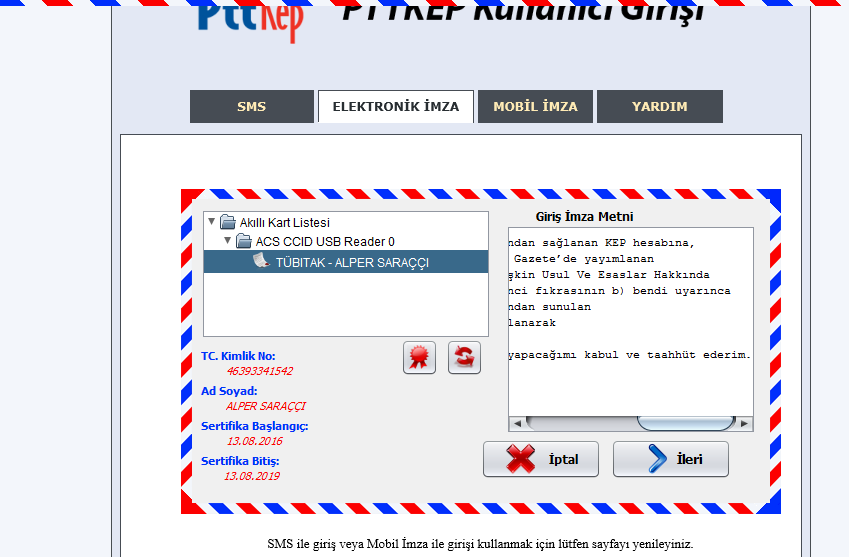 PttKep PTTKEP Kullanıcı Girişi
SMS
ELEKTRONİK İMZA
MOBİL İMZA
YARDIM
Akıllı Kart Listesi
ACS CCID USB Reader 0
TÜBITAK - ALPER SARAÇÇI
TC. Kimlik No:
46393341542
Ad Soyad:
ALPER SARAÇÇI
Sertifika Başlangıç:
13.08.2016
Sertifika Bitiş:
13.08.2019
Giriş İmza Metni
ndan sağlanan KEP hesabına,
Gazete’de yayımlanan
şkin Usul Ve Esaslar Hakkında
nci fıkrasının b) bendi uyarınca
ndan sunulan
lanarak
yapacağımı kabul ve taahhüt ederim.
İptal
İleri
SMS ile giriş veya Mobil İmza ile girişi kullanmak için lütfen sayfayı yenileyiniz.